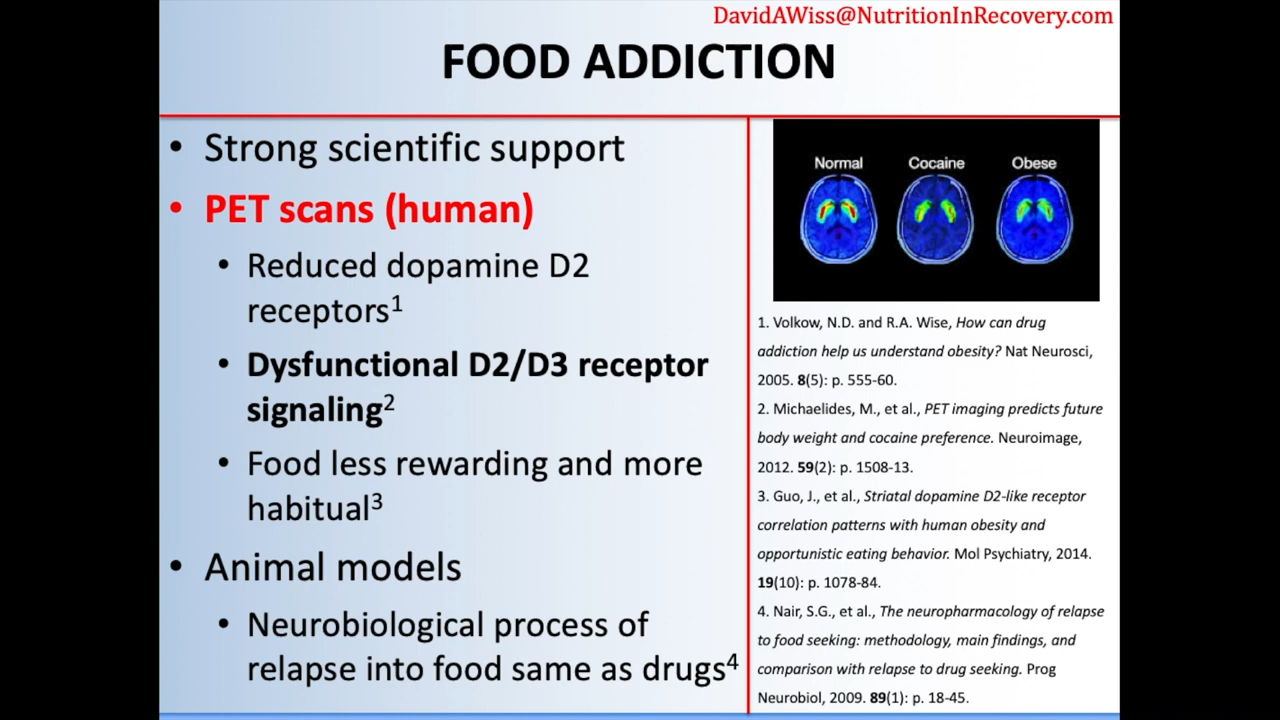 DavidAWiss@NutritionInRecovery.com
FOOD ADDICTION
• Strong scientific support
• PET scans (human)
• Reduced dopamine D2
receptors1
• Dysfunctional D2/D3 receptor
signaling2
• Food less rewarding and more
habitual3
• Animal models
• Neurobiological process of
relapse into food same as drugs4
Normal Cocaine Obese
1. Volkow, N.D. and R.A. Wise, How can drug
addiction help us understand obesity? Nat Neurosci,
2005. 8(5): p. 555-60.
2. Michaelides, M., et al., PET imaging predicts future
body weight and cocaine preference. Neuroimage,
2012. 59(2): p. 1508-13.
3. Guo, J., et al., Striatal dopamine D2-like receptor
correlation patterns with human obesity and
opportunistic eating behavior. Mol Psychiatry, 2014.
19(10): p. 1078-84.
4. Nair, S.G., et al., The neuropharmacology of relapse
to food seeking: methodology, main findings, and
comparison with relapse to drug seeking. Prog
Neurobiol, 2009. 89(1): p. 18-45.